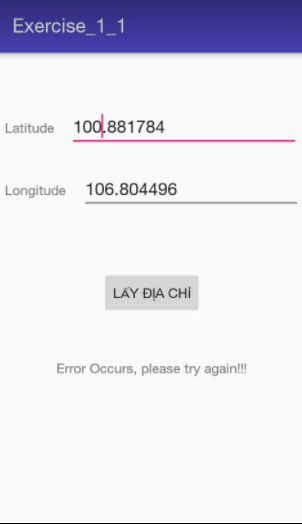 Exercise_1_1
Latitude 100.881784
Longitude 106.804496
LẤY ĐỊA CHỈ
Error Occurs, please try again!!!